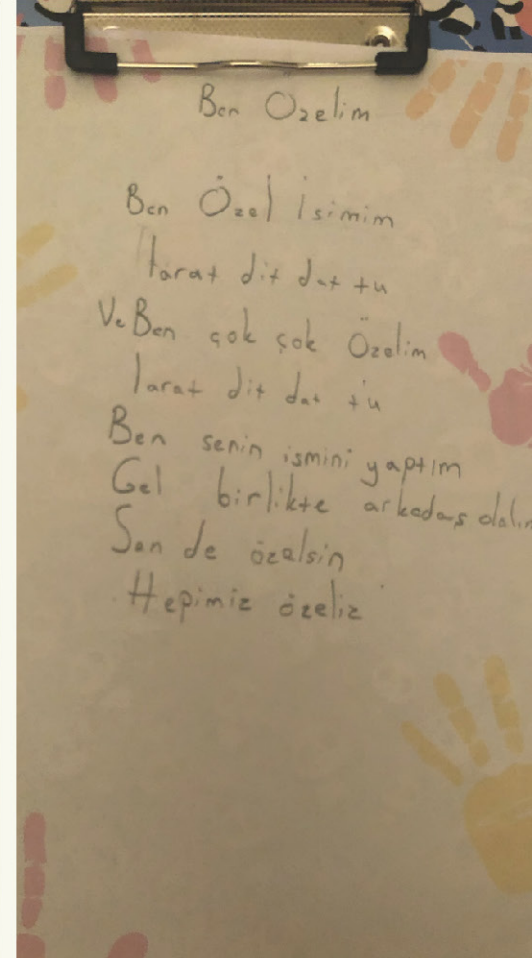 Ben Özelim
Ben Özel İsimim
tarat dit dat tu
Ve Ben çok çok Özelim
larat dit dat tu
Ben senin ismini yaptım
Gel birlikte arkadaş olalım
Sen de özelsin
Hepimiz özeliz